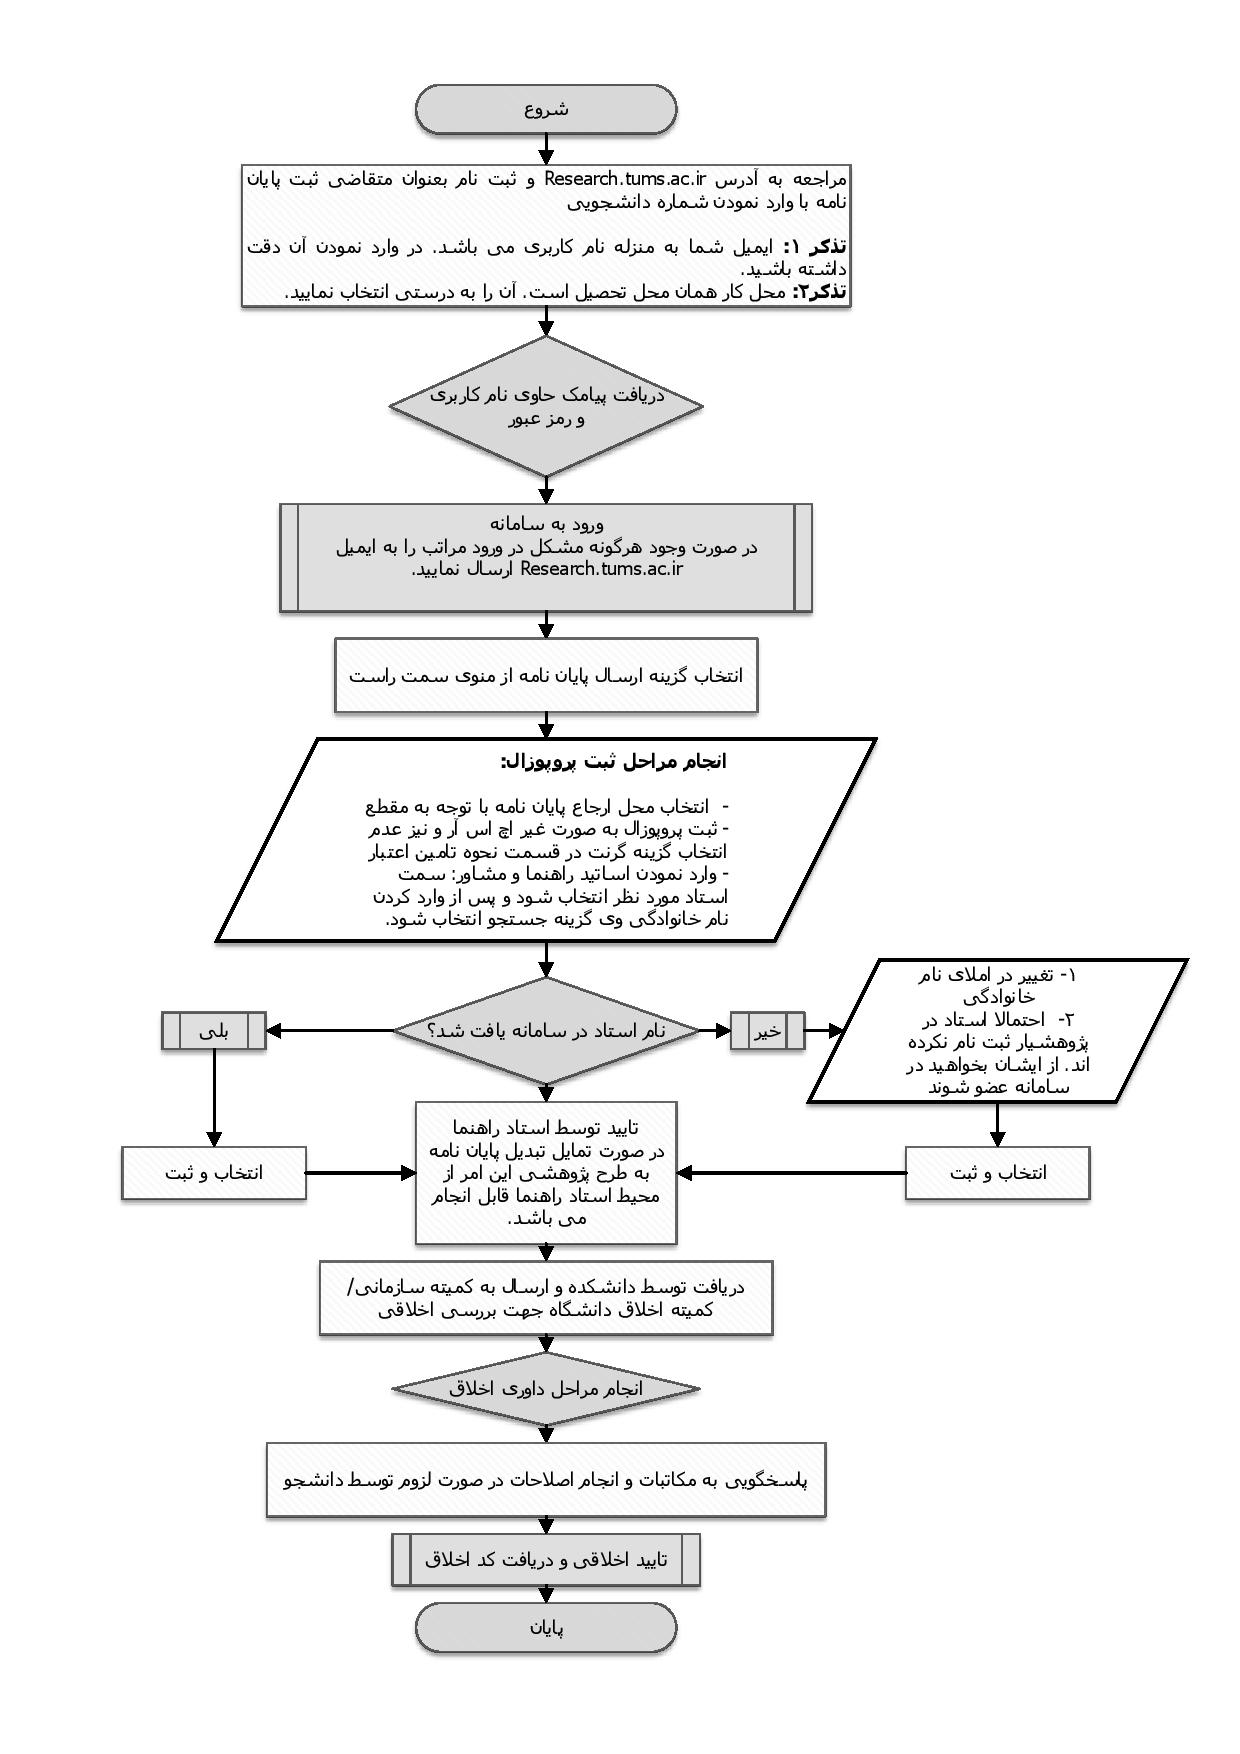 شروع
مراجعه به آدرس Research.tums.ac.ir و ثبت نام بعنوان متقاضی ثبت پایان
نامه با وارد نمودن شماره دانشجویی
تذکر ۱: ایمیل شما به منزله نام کاربری می باشد. در وارد نمودن آن دقت
داشته باشید.
تذکر۲: محل کار همان محل تحصیل است. آن را به درستی انتخاب نمایید.
دریافت پیامک حاوی نام کاربری
و رمز عبور
ورود به سامانه
در صورت وجود هرگونه مشکل در ورود مراتب را به ایمیل
Research.tums.ac.ir ارسال نمایید.
انتخاب گزینه ارسال پایان نامه از منوی سمت راست
انجام مراحل ثبت پروپوزال:
- انتخاب محل ارجاع پایان نامه با توجه به مقطع
- ثبت پروپوزال به صورت غیر اچ اس آر و نیز عدم
انتخاب گزینه گرنت در قسمت نحوه تامین اعتبار
- وارد نمودن اساتید راهنما و مشاور: سمت
استاد مورد نظر انتخاب شود و پس از وارد کردن
نام خانوادگی وی گزینه جستجو انتخاب شود.
نام استاد در سامانه یافت شد؟
خیر
بلی
۱- تغییر در املای نام
خانوادگی
۲- احتمالا استاد در
پژوهشیار ثبت نام نکرده
اند. از ایشان بخواهید در
سامانه عضو شوند
انتخاب و ثبت
انتخاب و ثبت
تایید توسط استاد راهنما
در صورت تمایل تبدیل پایان نامه
به طرح پژوهشی این امر از
محیط استاد راهنما قابل انجام
می باشد.
دریافت توسط دانشکده و ارسال به کمیته سازمانی/
کمیته اخلاق دانشگاه جهت بررسی اخلاقی
انجام مراحل داوری اخلاق
پاسخگویی به مکاتبات و انجام اصلاحات در صورت لزوم توسط دانشجو
تایید اخلاقی و دریافت کد اخلاق
پایان